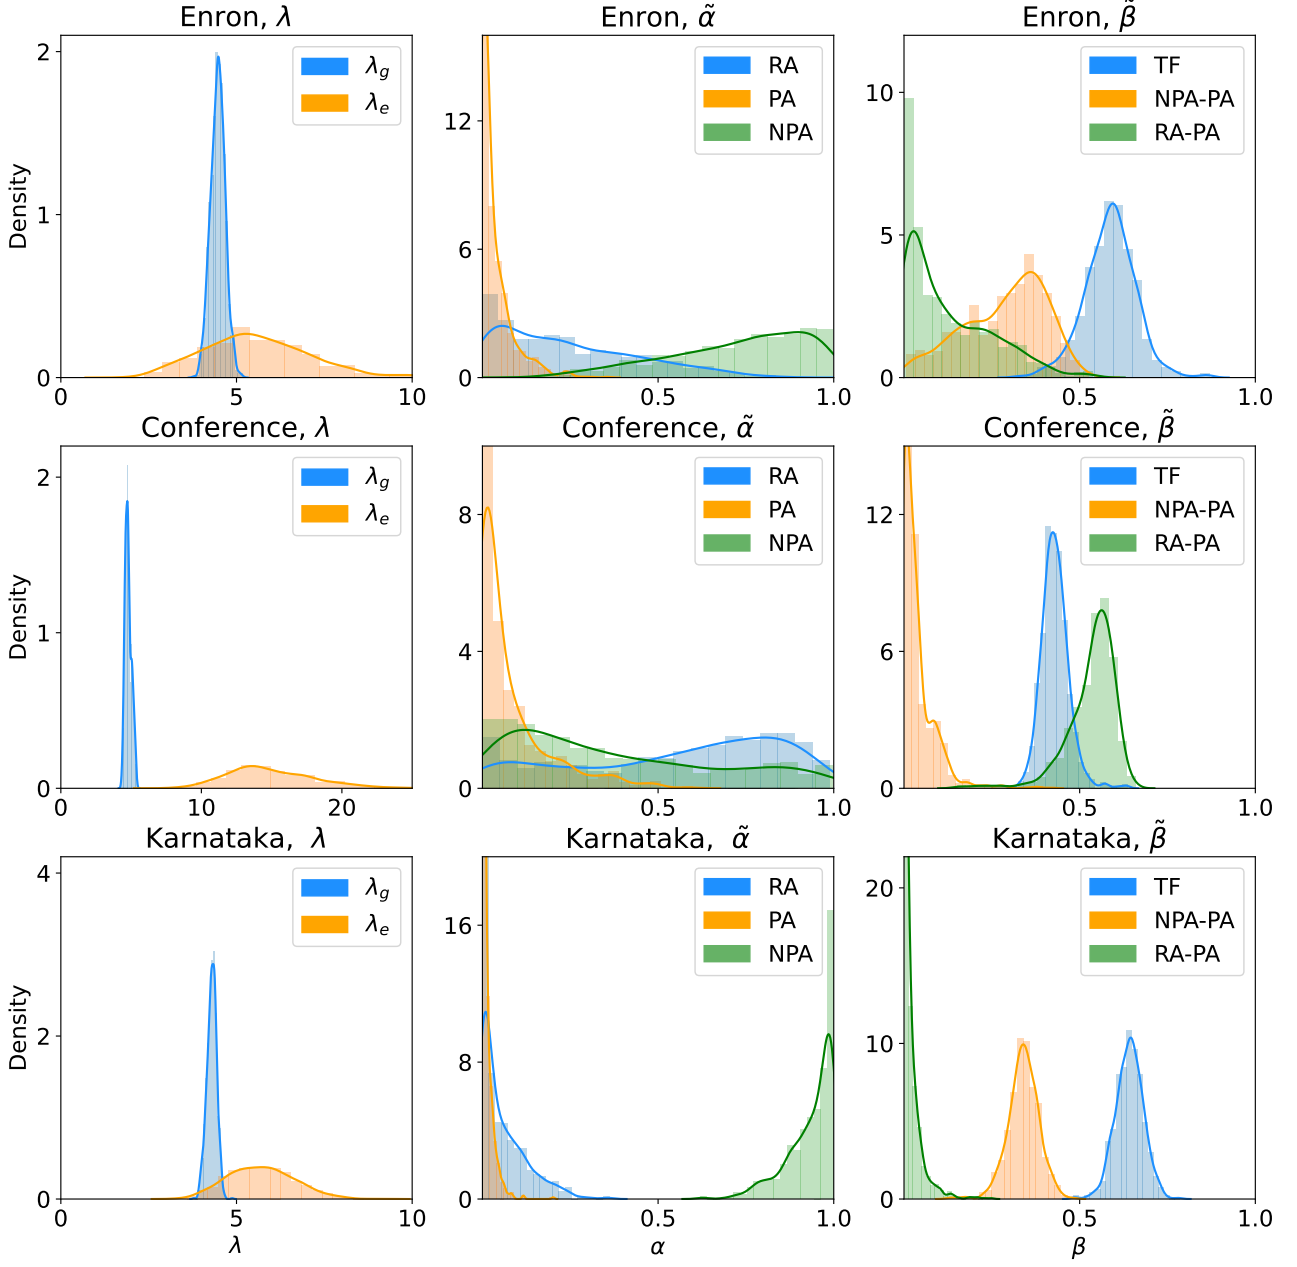 Enron, λ
Enron, α̃
Enron, β̃
Density
2
1
0
0
5
10
λg
λe
12
6
0
0.5
1.0
RA
PA
NPA
10
5
0
0.5
1.0
TF
NPA-PA
RA-PA
Conference, λ
Conference, α̃
Conference, β̃
Density
2
1
0
0
10
20
λg
λe
8
4
0
0.5
1.0
RA
PA
NPA
12
6
0
0.5
1.0
TF
NPA-PA
RA-PA
Karnataka, λ
Karnataka, α̃
Karnataka, β̃
Density
4
2
0
0
5
10
λ
λg
λe
16
8
0
0.5
1.0
α
RA
PA
NPA
20
10
0
0.5
1.0
β
TF
NPA-PA
RA-PA